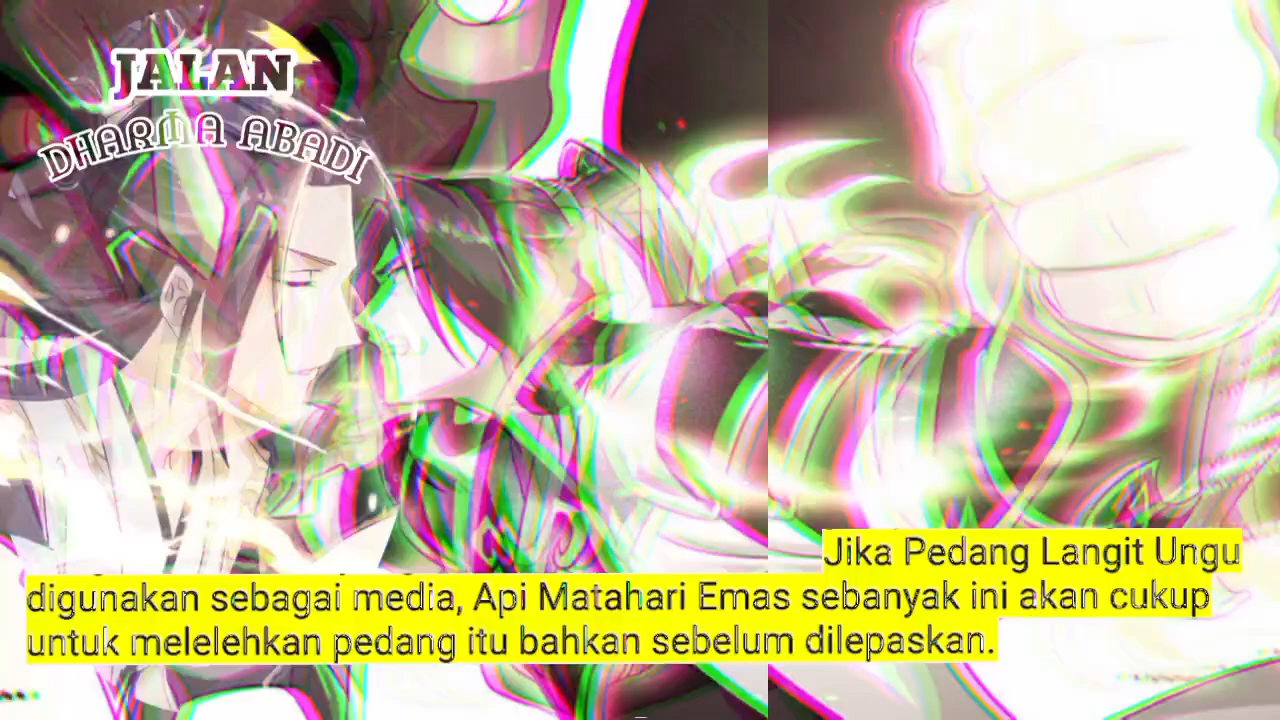 JALAN
DHARMA ABADI
Jika Pedang Langit Ungu
digunakan sebagai media, Api Matahari Emas sebanyak ini akan cukup
untuk melelehkan pedang itu bahkan sebelum dilepaskan.